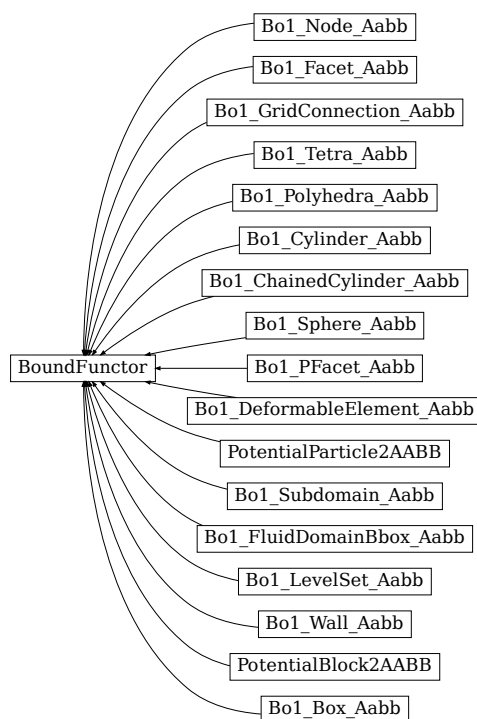 Bo1_Node_Aabb
Bo1_Facet_Aabb
Bo1_GridConnection_Aabb
Bo1_Tetra_Aabb
Bo1_Polyhedra_Aabb
Bo1_Cylinder_Aabb
Bo1_ChainedCylinder_Aabb
Bo1_Sphere_Aabb
BoundFunctor
Bo1_PFacet_Aabb
Bo1_DeformableElement_Aabb
PotentialParticle2AABB
Bo1_Subdomain_Aabb
Bo1_FluidDomainBbox_Aabb
Bo1_LevelSet_Aabb
Bo1_Wall_Aabb
PotentialBlock2AABB
Bo1_Box_Aabb